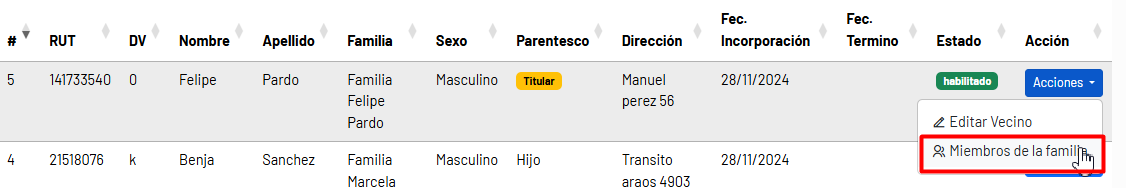 # RUT DV Nombre Apellido Familia Sexo Parentesco Dirección Fec. Incorporación Fec. Termino Estado Acción
5 141733540 0 Felipe Pardo Familia Felipe Pardo Masculino Titular Manuel perez 56 28/11/2024 habilitado Acciones
Editar Vecino
Miembros de la familia
4 21518076 k Benja Sanchez Familia Marcela Masculino Hijo Transito araos 4903 28/11/2024